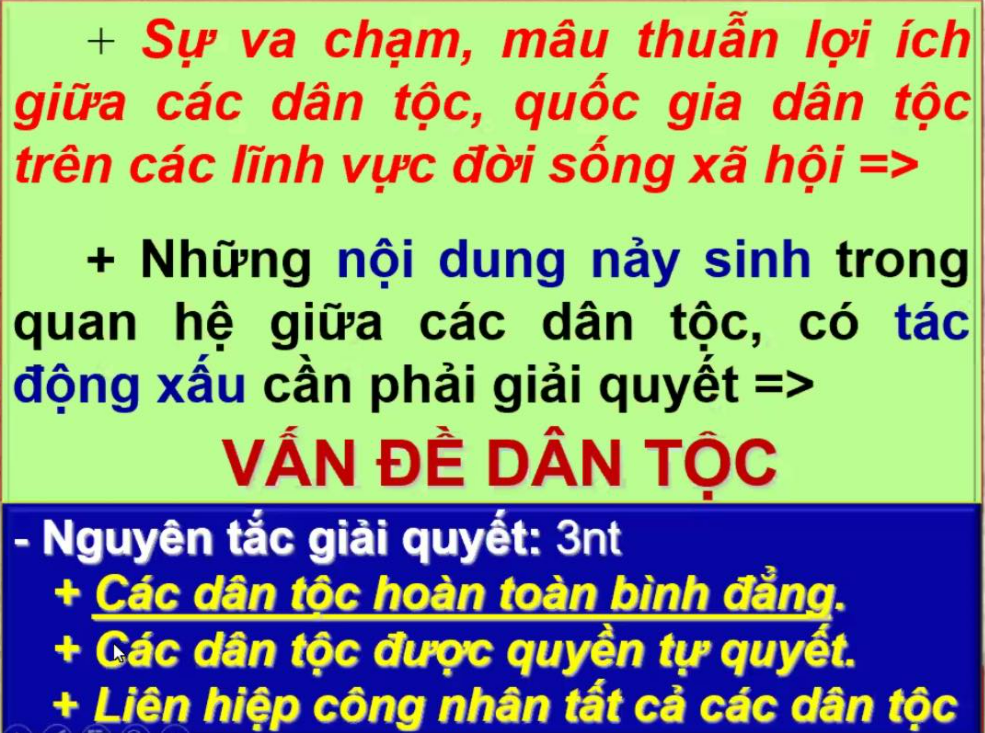 + Sự va chạm, mâu thuẫn lợi ích
giữa các dân tộc, quốc gia dân tộc
trên các lĩnh vực đời sống xã hội =>
+ Những nội dung nảy sinh trong
quan hệ giữa các dân tộc, có tác
động xấu cần phải giải quyết =>
VẤN ĐỀ DÂN TỘC
- Nguyên tắc giải quyết: 3nt
+ Các dân tộc hoàn toàn bình đẳng.
+ Các dân tộc được quyền tự quyết.
+ Liên hiệp công nhân tất cả các dân tộc